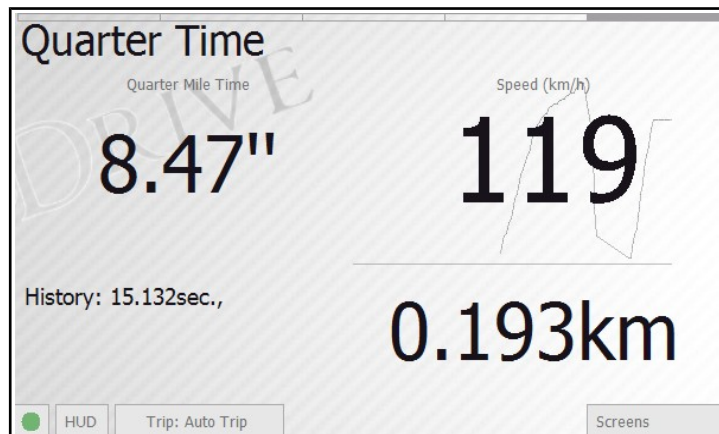 Quarter Time
Quarter Mile Time
Speed (km/h)
DRIVE
8.47"
119
History: 15.132sec.,
0.193km
HUD
Trip: Auto Trip
Screens